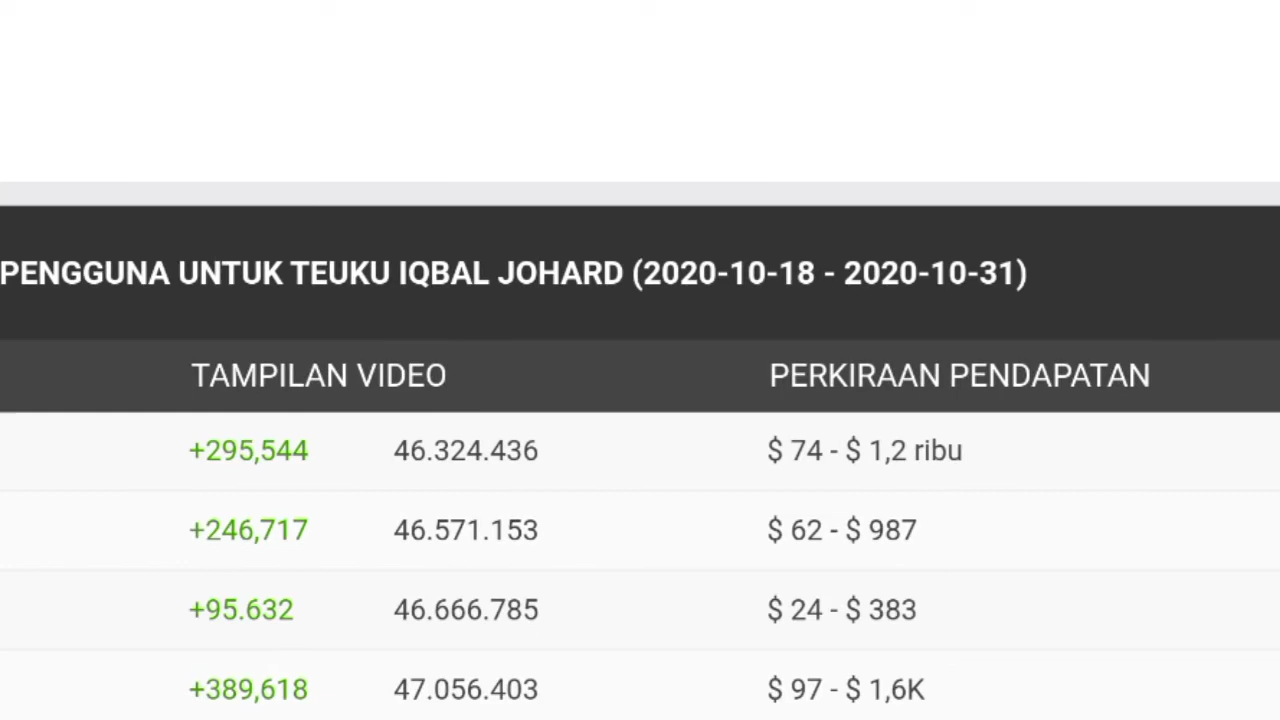 PENGGUNA UNTUK TEUKU IQBAL JOHARD (2020-10-18 - 2020-10-31)
TAMPILAN VIDEO PERKIRAAN PENDAPATAN
+295,544 46.324.436 $ 74 - $ 1,2 ribu
+246,717 46.571.153 $ 62 - $ 987
+95.632 46.666.785 $ 24 - $ 383
+389,618 47.056.403 $ 97 - $ 1,6K